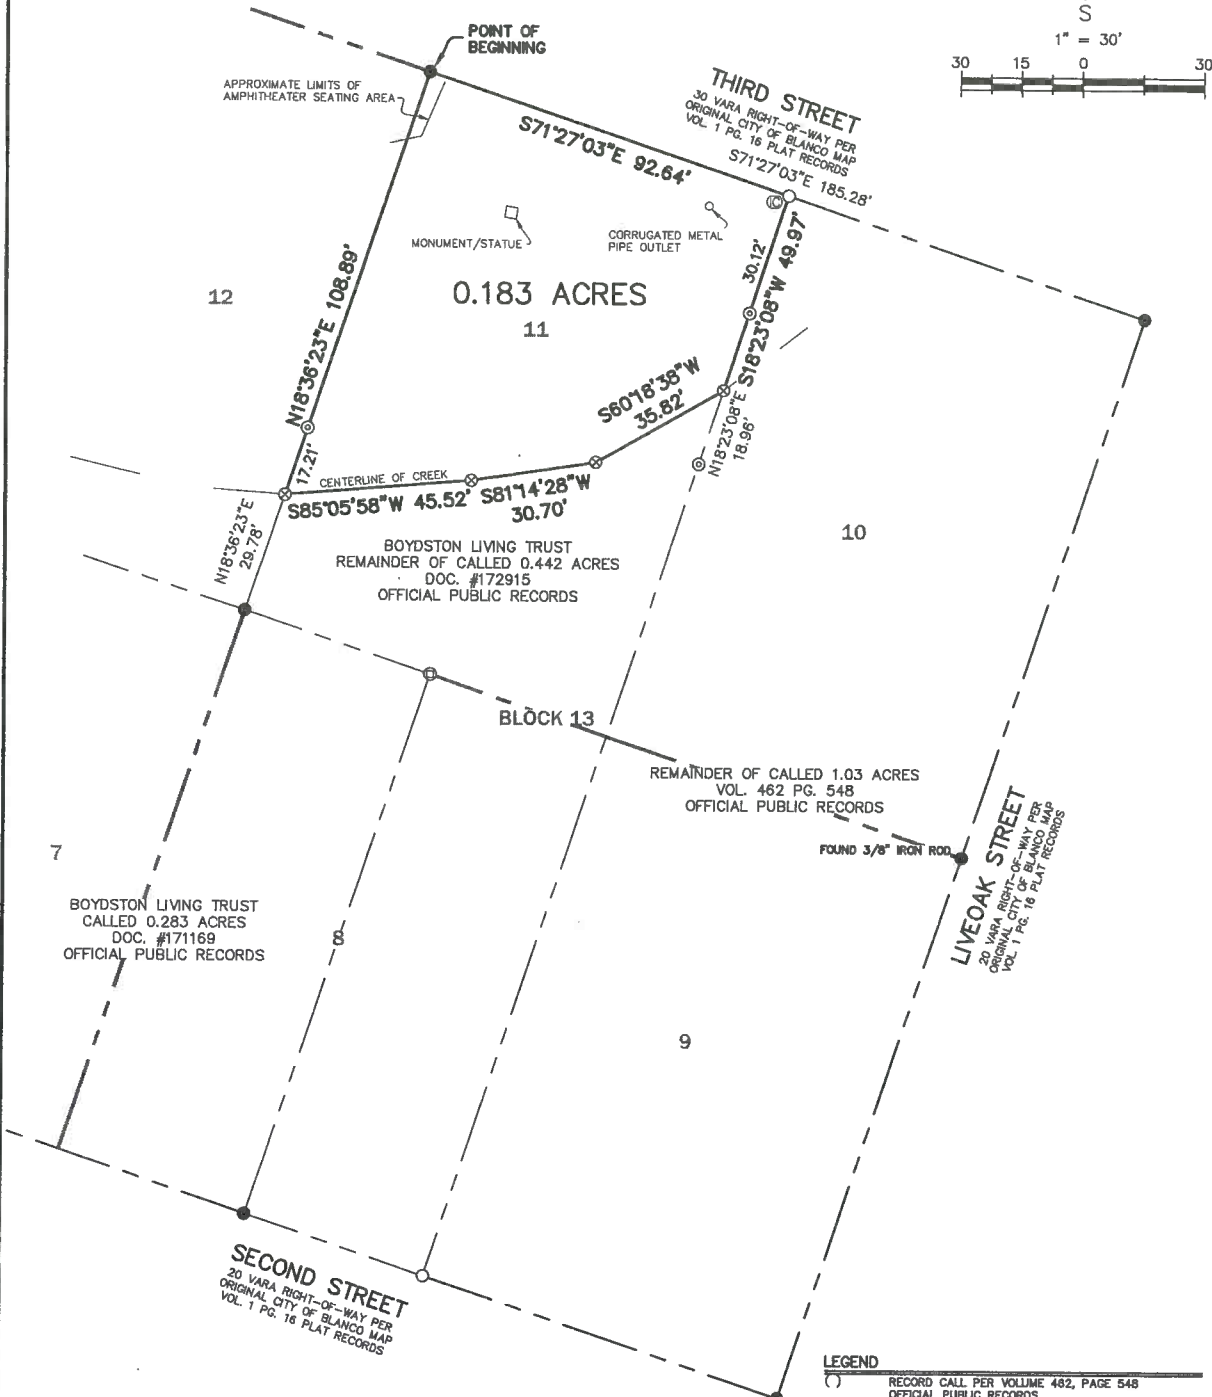 S
1" = 30'
30 15 0 30
POINT OF
BEGINNING
APPROXIMATE LIMITS OF
AMPHITHEATER SEATING AREA
THIRD STREET
30 VARA RIGHT-OF-WAY PER
ORIGINAL CITY OF BLANCO MAP
VOL. 1 PG. 16 PLAT RECORDS
S71°27'03"E 92.64'
S71°27'03"E 185.28'
MONUMENT/STATUE
CORRUGATED METAL
PIPE OUTLET
30.12'
S18°23'08"W 49.97'
N18°36'23"E 108.89'
12
0.183 ACRES
11
S60°18'38"W
35.82'
N18°23'08"E
18.96'
17.21'
CENTERLINE OF CREEK
S85°05'58"W 45.52'
S81°14'28"W
30.70'
N18°36'23"E
29.78'
10
BOYDSTON LIVING TRUST
REMAINDER OF CALLED 0.442 ACRES
DOC. #172915
OFFICIAL PUBLIC RECORDS
BLOCK 13
REMAINDER OF CALLED 1.03 ACRES
VOL. 462 PG. 548
OFFICIAL PUBLIC RECORDS
FOUND 3/8" IRON ROD
LIVEOAK STREET
20 VARA RIGHT-OF-WAY PER
ORIGINAL CITY OF BLANCO MAP
VOL. 1 PG. 16 PLAT RECORDS
7
BOYDSTON LIVING TRUST
CALLED 0.283 ACRES
DOC. #171169
OFFICIAL PUBLIC RECORDS
8
9
SECOND STREET
20 VARA RIGHT-OF-WAY PER
ORIGINAL CITY OF BLANCO MAP
VOL. 1 PG. 16 PLAT RECORDS
LEGEND
( ) RECORD CALL PER VOLUME 462, PAGE 548
OFFICIAL PUBLIC RECORDS